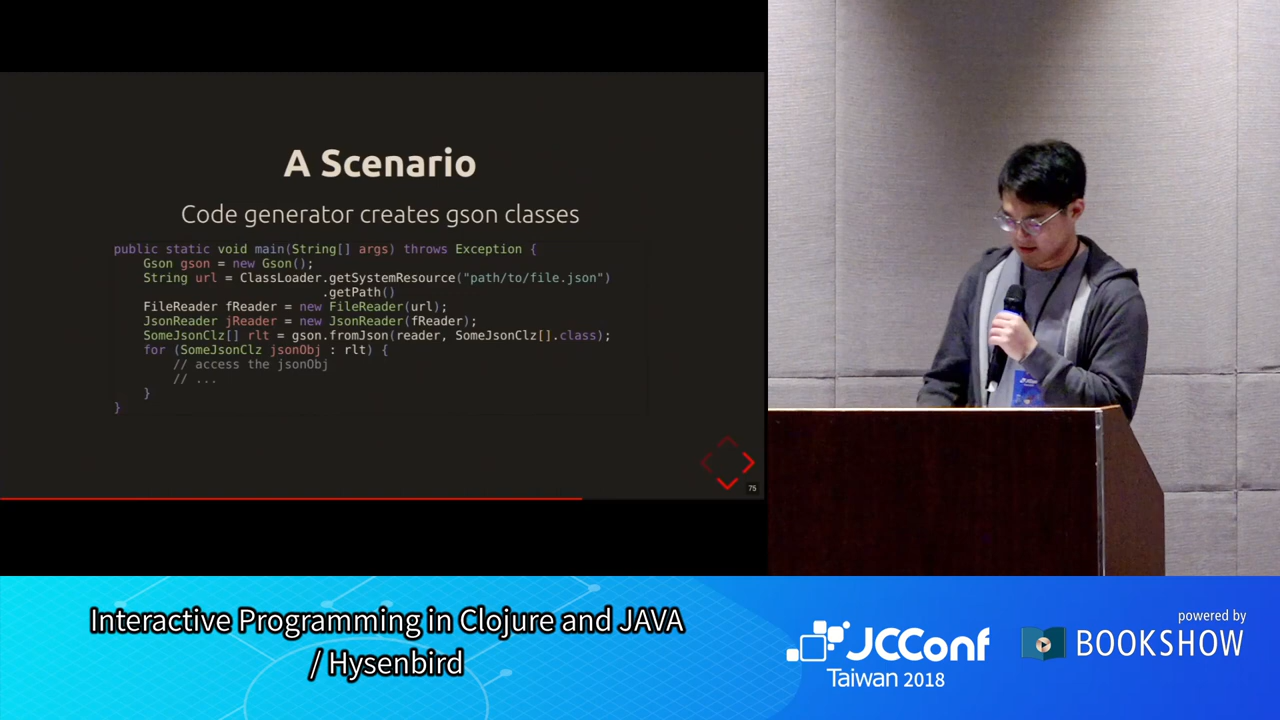 A Scenario
Code generator creates gson classes
public static void main(String[] args) throws Exception {
    Gson gson = new Gson();
    String url = ClassLoader.getSystemResource("path/to/file.json")
                            .getPath()
    FileReader fReader = new FileReader(url);
    JsonReader jReader = new JsonReader(fReader);
    SomeJsonClz[] rlt = gson.fromJson(reader, SomeJsonClz[].class);
    for (SomeJsonClz jsonObj : rlt) {
        // access the jsonObj
        // ...
    }
}
75
Interactive Programming in Clojure and JAVA
/ Hysenbird
JCConf
Taiwan 2018
powered by
BOOKSHOW